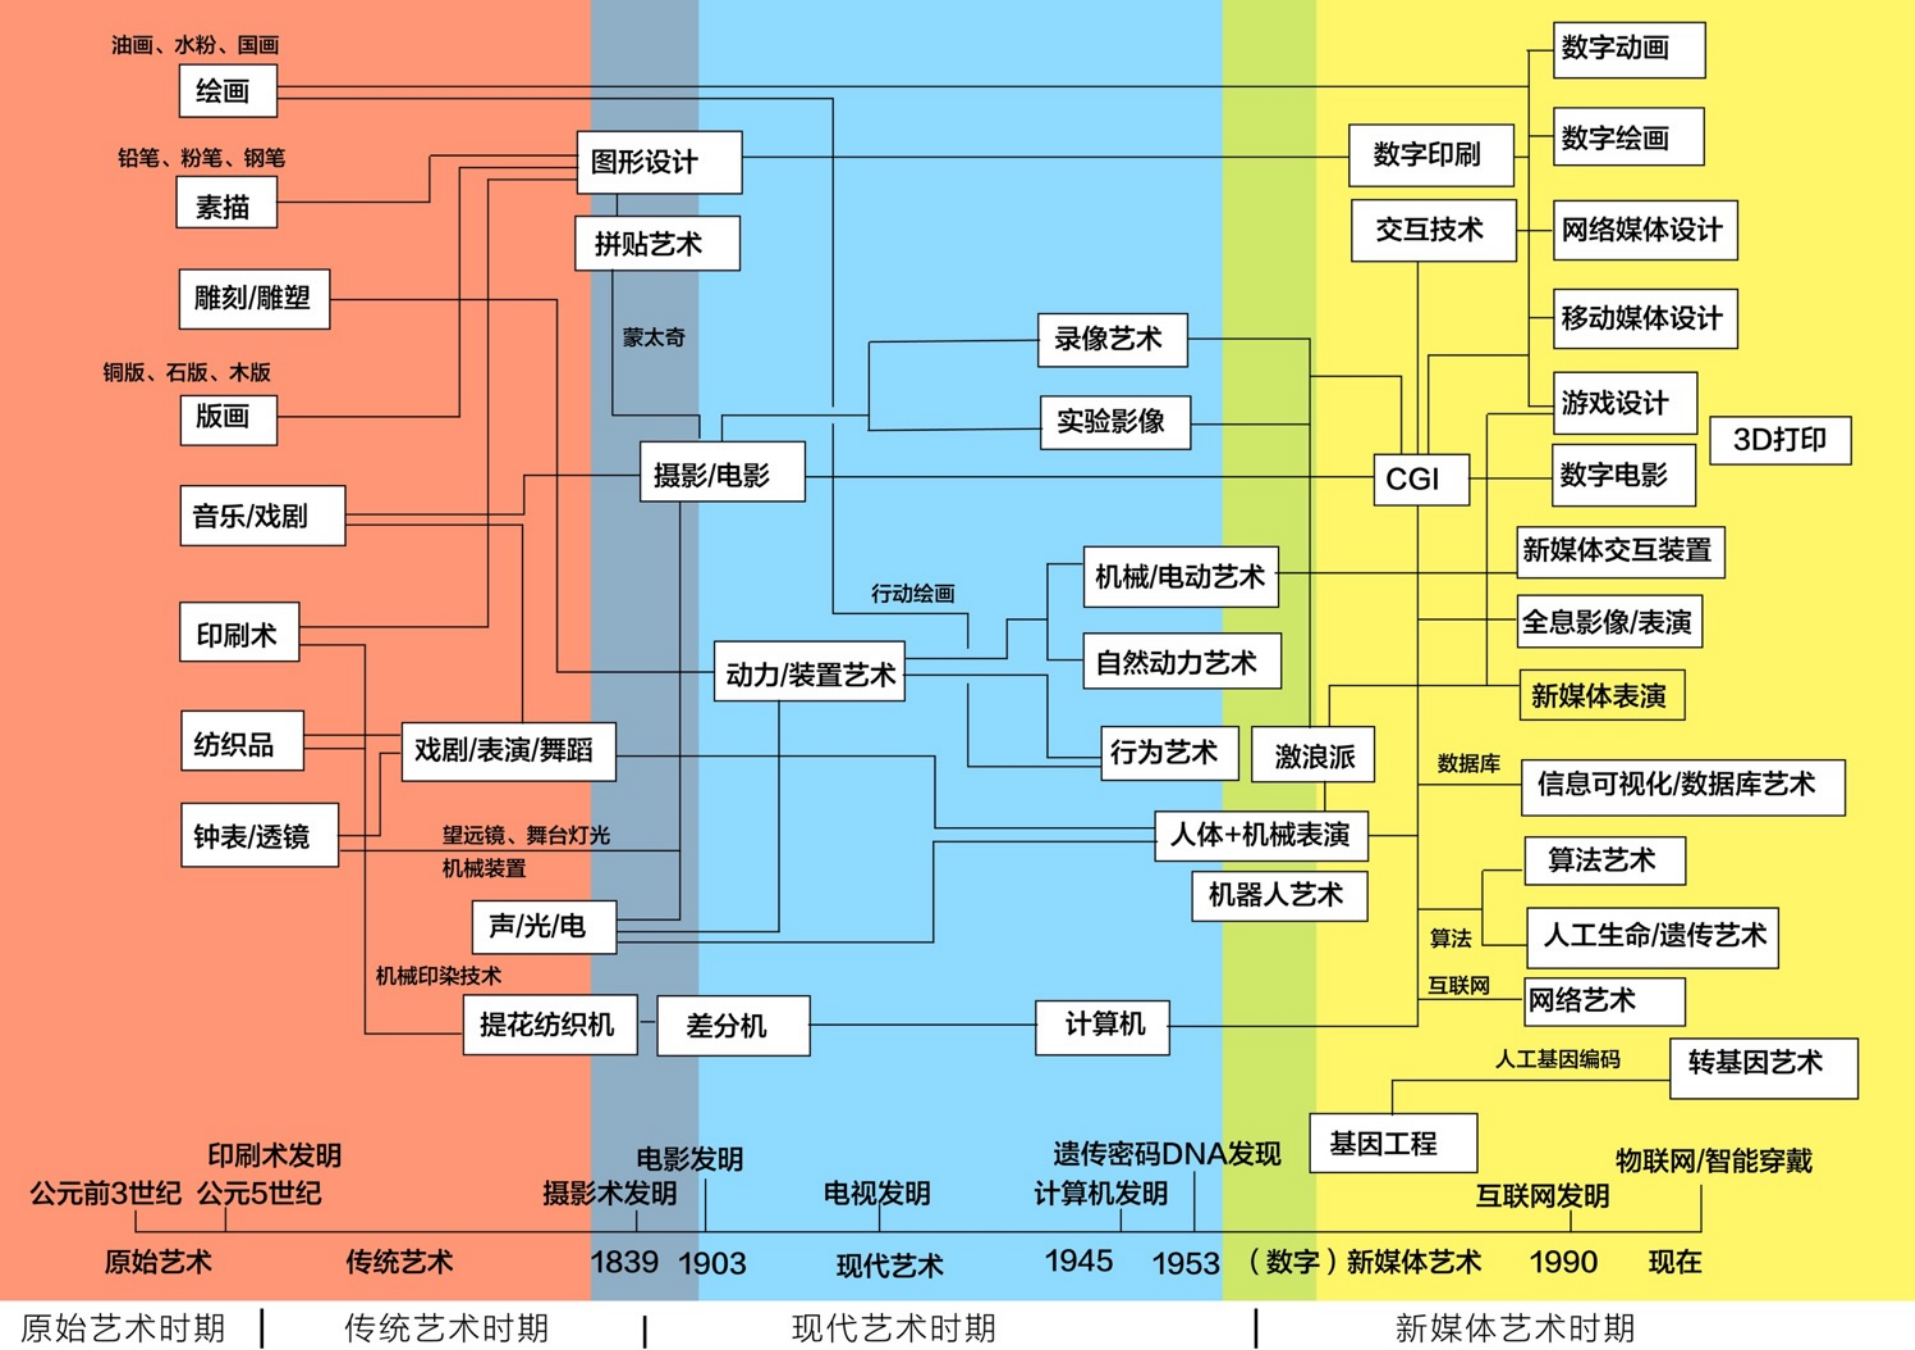 油画、水粉、国画
绘画
铅笔、粉笔、钢笔
素描
雕刻/雕塑
铜版、石版、木版
版画
音乐/戏剧
印刷术
纺织品
钟表/透镜
图形设计
拼贴艺术
蒙太奇
摄影/电影
戏剧/表演/舞蹈
望远镜、舞台灯光
机械装置
声/光/电
机械印染技术
提花纺织机
差分机
计算机
录像艺术
实验影像
行动绘画
动力/装置艺术
机械/电动艺术
自然动力艺术
行为艺术
激浪派
人体+机械表演
机器人艺术
数字印刷
交互技术
CGI
数字动画
数字绘画
网络媒体设计
移动媒体设计
游戏设计
3D打印
数字电影
新媒体交互装置
全息影像/表演
新媒体表演
数据库
信息可视化/数据库艺术
算法艺术
算法
人工生命/遗传艺术
互联网
网络艺术
人工基因编码
转基因艺术
基因工程
印刷术发明
公元前3世纪
公元5世纪
摄影术发明
电影发明
电视发明
遗传密码DNA发现
计算机发明
互联网发明
物联网/智能穿戴
原始艺术
传统艺术
1839
1903
现代艺术
1945
1953
（数字）新媒体艺术
1990
现在
原始艺术时期
传统艺术时期
现代艺术时期
新媒体艺术时期